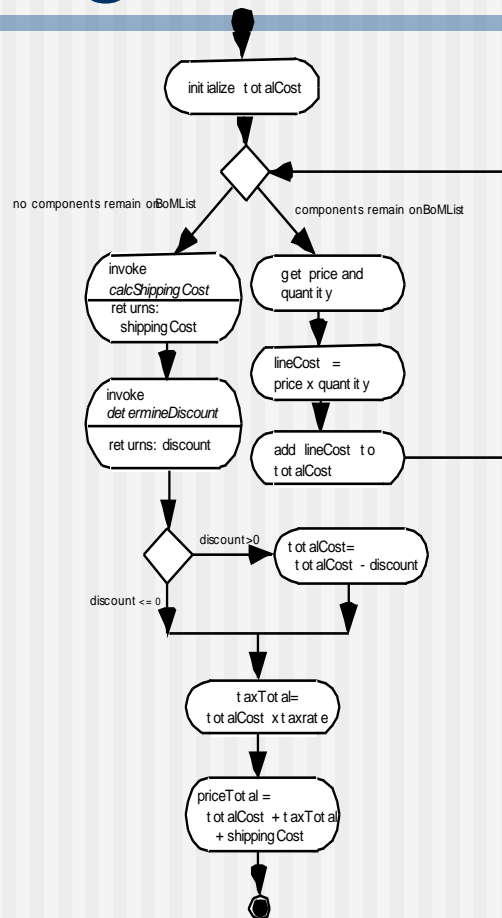 initialize totalCost
no components remain onBoMList
components remain onBoMList
invoke
calcShippingCost
returns:
shippingCost
get price and
quantity
lineCost =
price x quantity
invoke
determineDiscount
returns: discount
add lineCost to
totalCost
discount>0
totalCost=
totalCost - discount
discount <= 0
taxTotal=
totalCost x taxrate
priceTotal =
totalCost + taxTotal
+ shippingCost